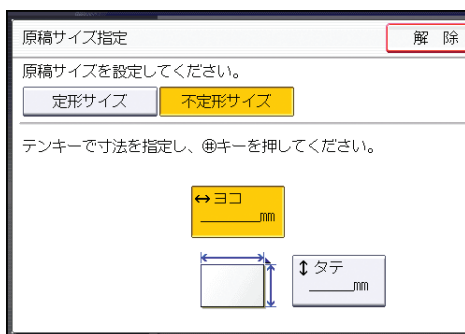 原稿サイズ指定
解 除
原稿サイズを設定してください。
定形サイズ
不定形サイズ
テンキーで寸法を指定し、㊉キーを押してください。
↔ヨコ
______mm
↕タテ
______mm